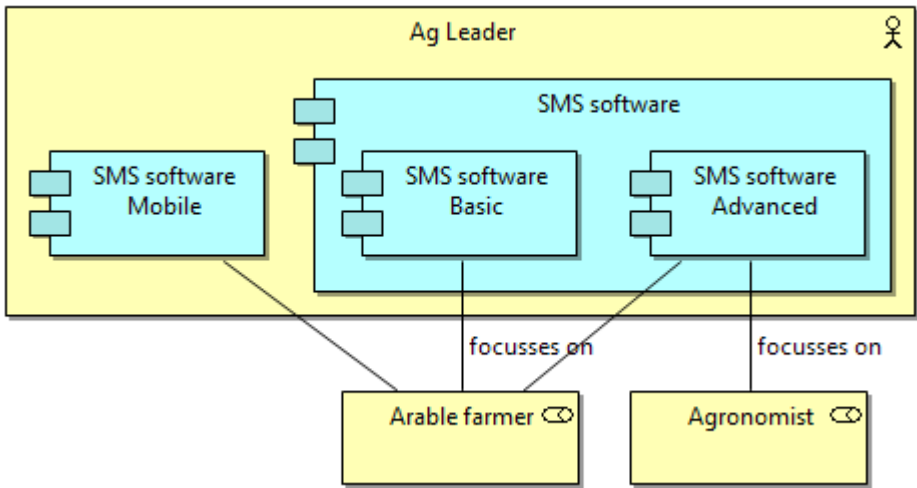 Ag Leader
SMS software
SMS software
Mobile
SMS software
Basic
SMS software
Advanced
focusses on
focusses on
Arable farmer
Agronomist